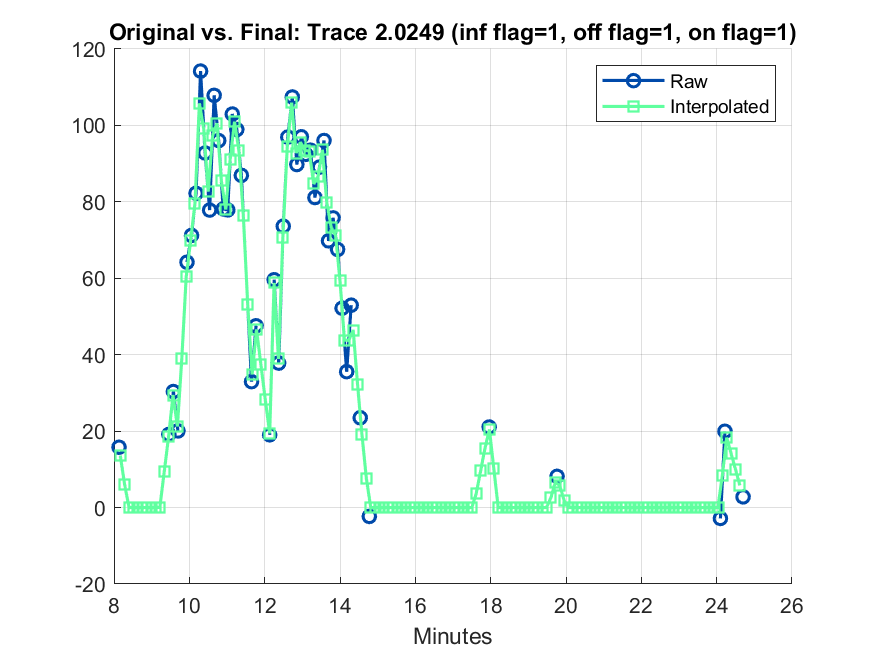 Original vs. Final: Trace 2.0249 (inf flag=1, off flag=1, on flag=1)
120
100
80
60
40
20
0
-20
Raw
Interpolated
8 10 12 14 16 18 20 22 24 26
Minutes